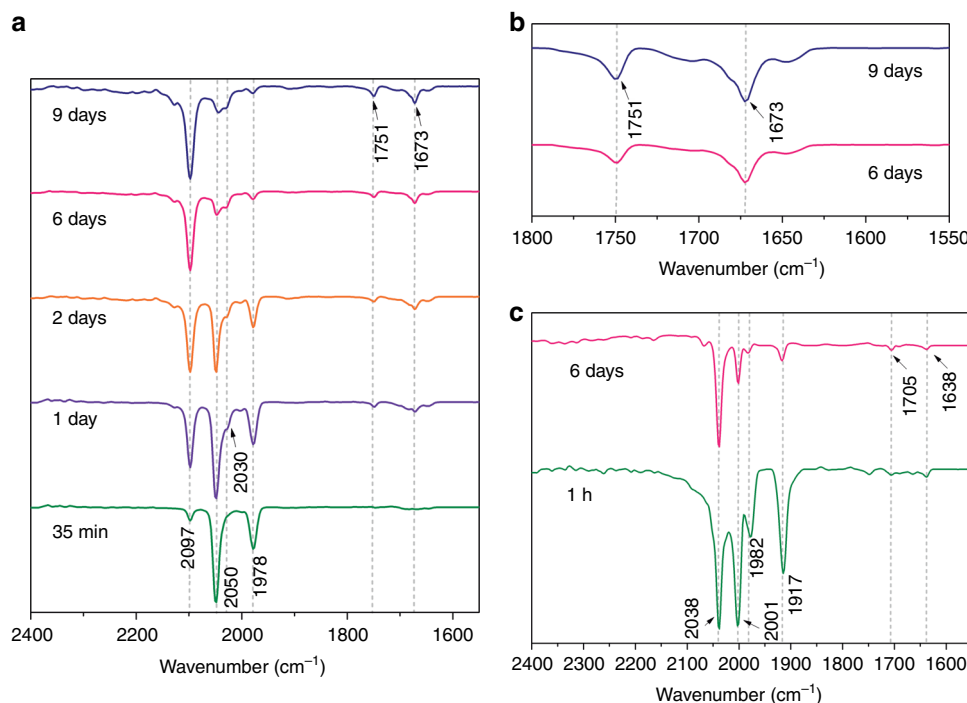 a
9 days
6 days
2 days
1 day
35 min
1751
1673
2030
2097
2050
1978
2400
2200
2000
1800
1600
Wavenumber (cm⁻¹)
b
9 days
6 days
1751
1673
1800
1750
1700
1650
1600
1550
Wavenumber (cm⁻¹)
c
6 days
1 h
1705
1638
2038
2001
1982
1917
2400
2300
2200
2100
2000
1900
1800
1700
1600
Wavenumber (cm⁻¹)